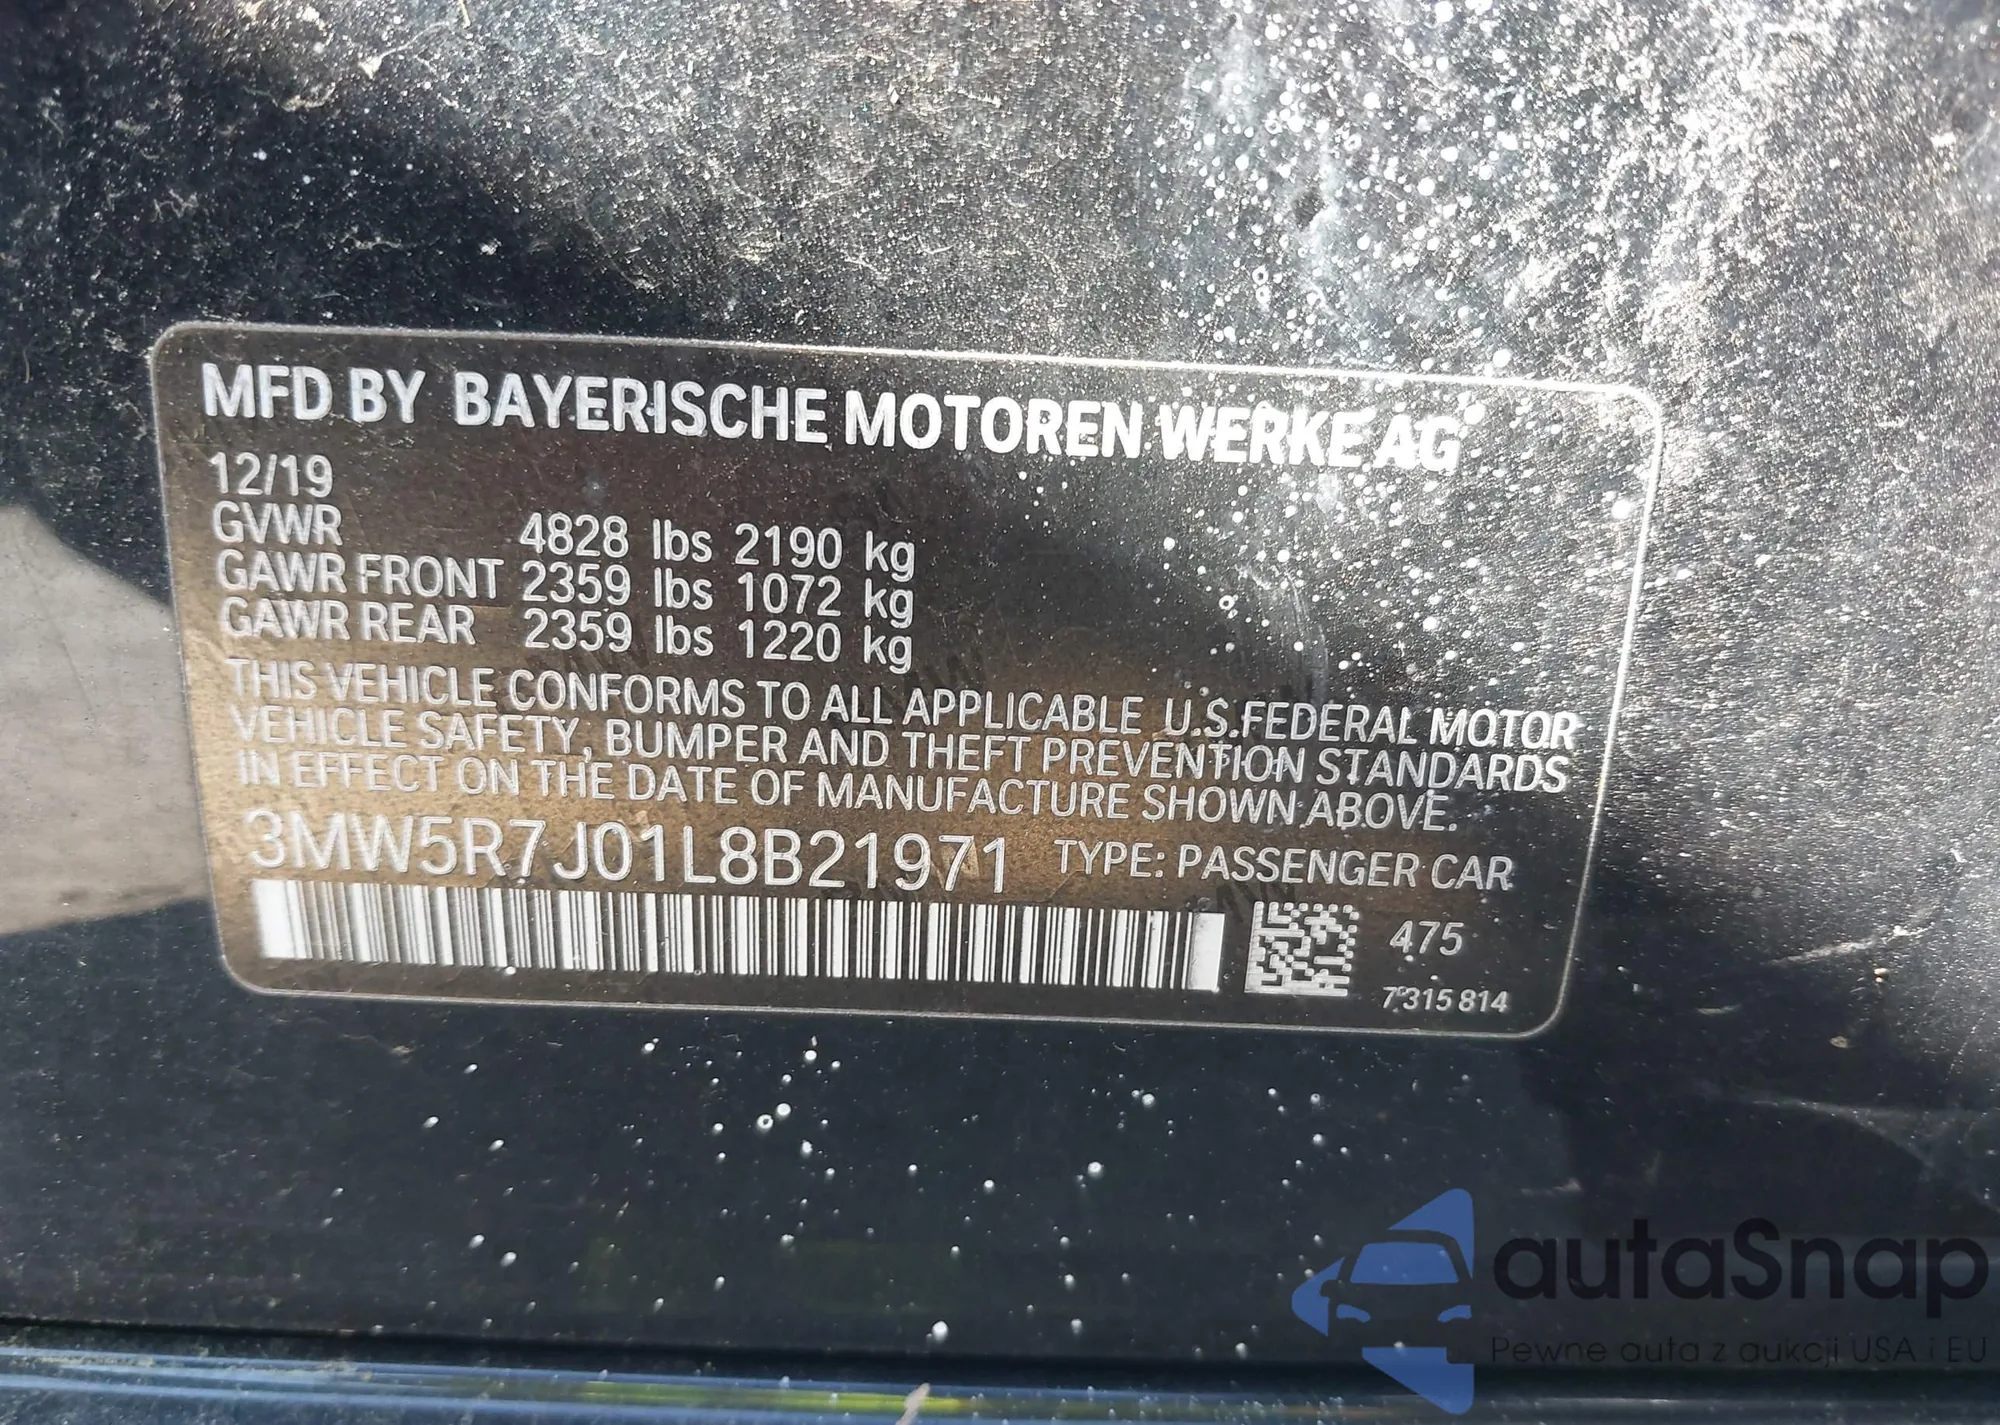 MFD BY BAYERISCHE MOTOREN WERKE AG
12/19
GVWR 4828 lbs 2190 kg
GAWR FRONT 2359 lbs 1072 kg
GAWR REAR 2359 lbs 1220 kg
THIS VEHICLE CONFORMS TO ALL APPLICABLE U.S.FEDERAL MOTOR
VEHICLE SAFETY, BUMPER AND THEFT PREVENTION STANDARDS
IN EFFECT ON THE DATE OF MANUFACTURE SHOWN ABOVE.
3MW5R7J01L8B21971 TYPE: PASSENGER CAR
475
7 315 814
autaSnap
Pewne auta z aukcji USA i EU